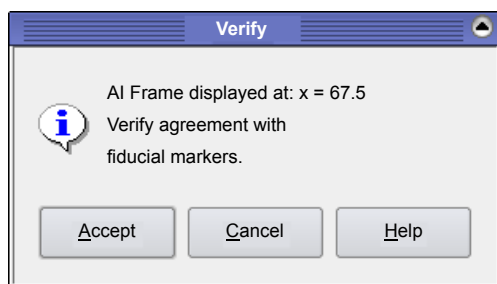 Verify
AI Frame displayed at: x = 67.5
Verify agreement with
fiducial markers.
Accept
Cancel
Help